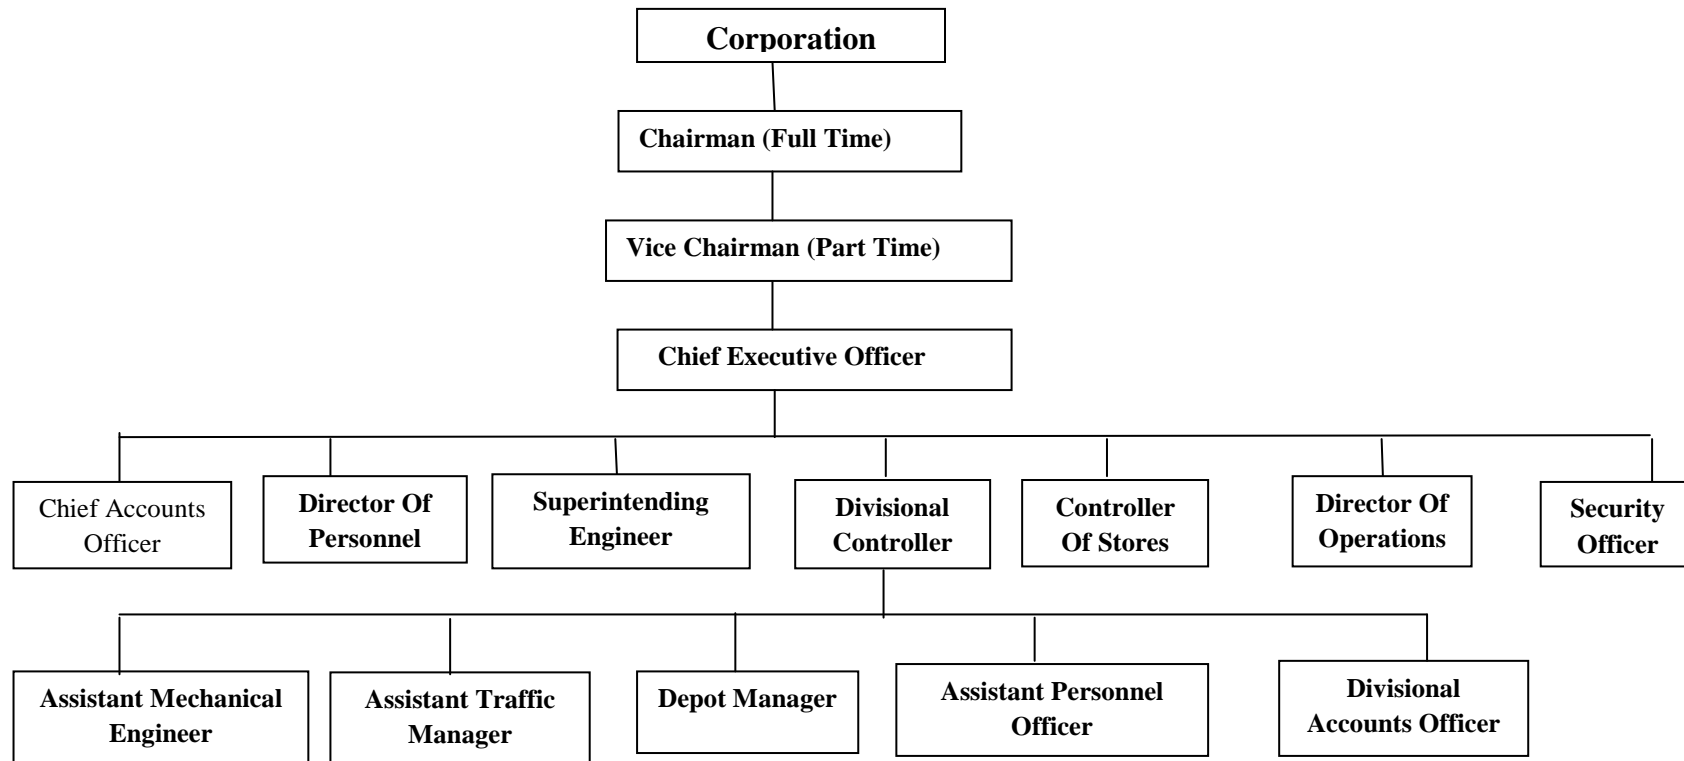 Corporation
Chairman (Full Time)
Vice Chairman (Part Time)
Chief Executive Officer
Chief Accounts
Officer
Director Of
Personnel
Superintending
Engineer
Divisional
Controller
Controller
Of Stores
Director Of
Operations
Security
Officer
Assistant Mechanical
Engineer
Assistant Traffic
Manager
Depot Manager
Assistant Personnel
Officer
Divisional
Accounts Officer